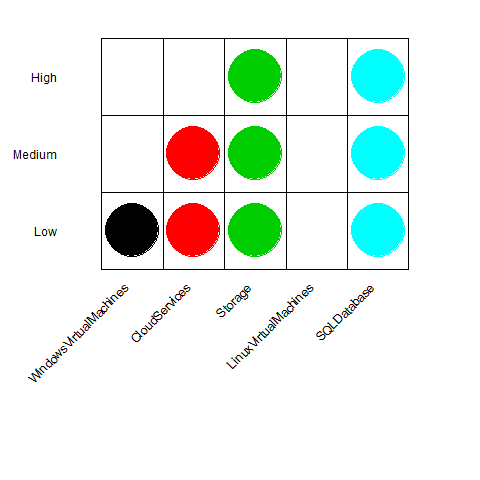 High
Medium
Low
WindowsVirtualMachines
CloudServices
Storage
LinuxVirtualMachines
SQLDatabase